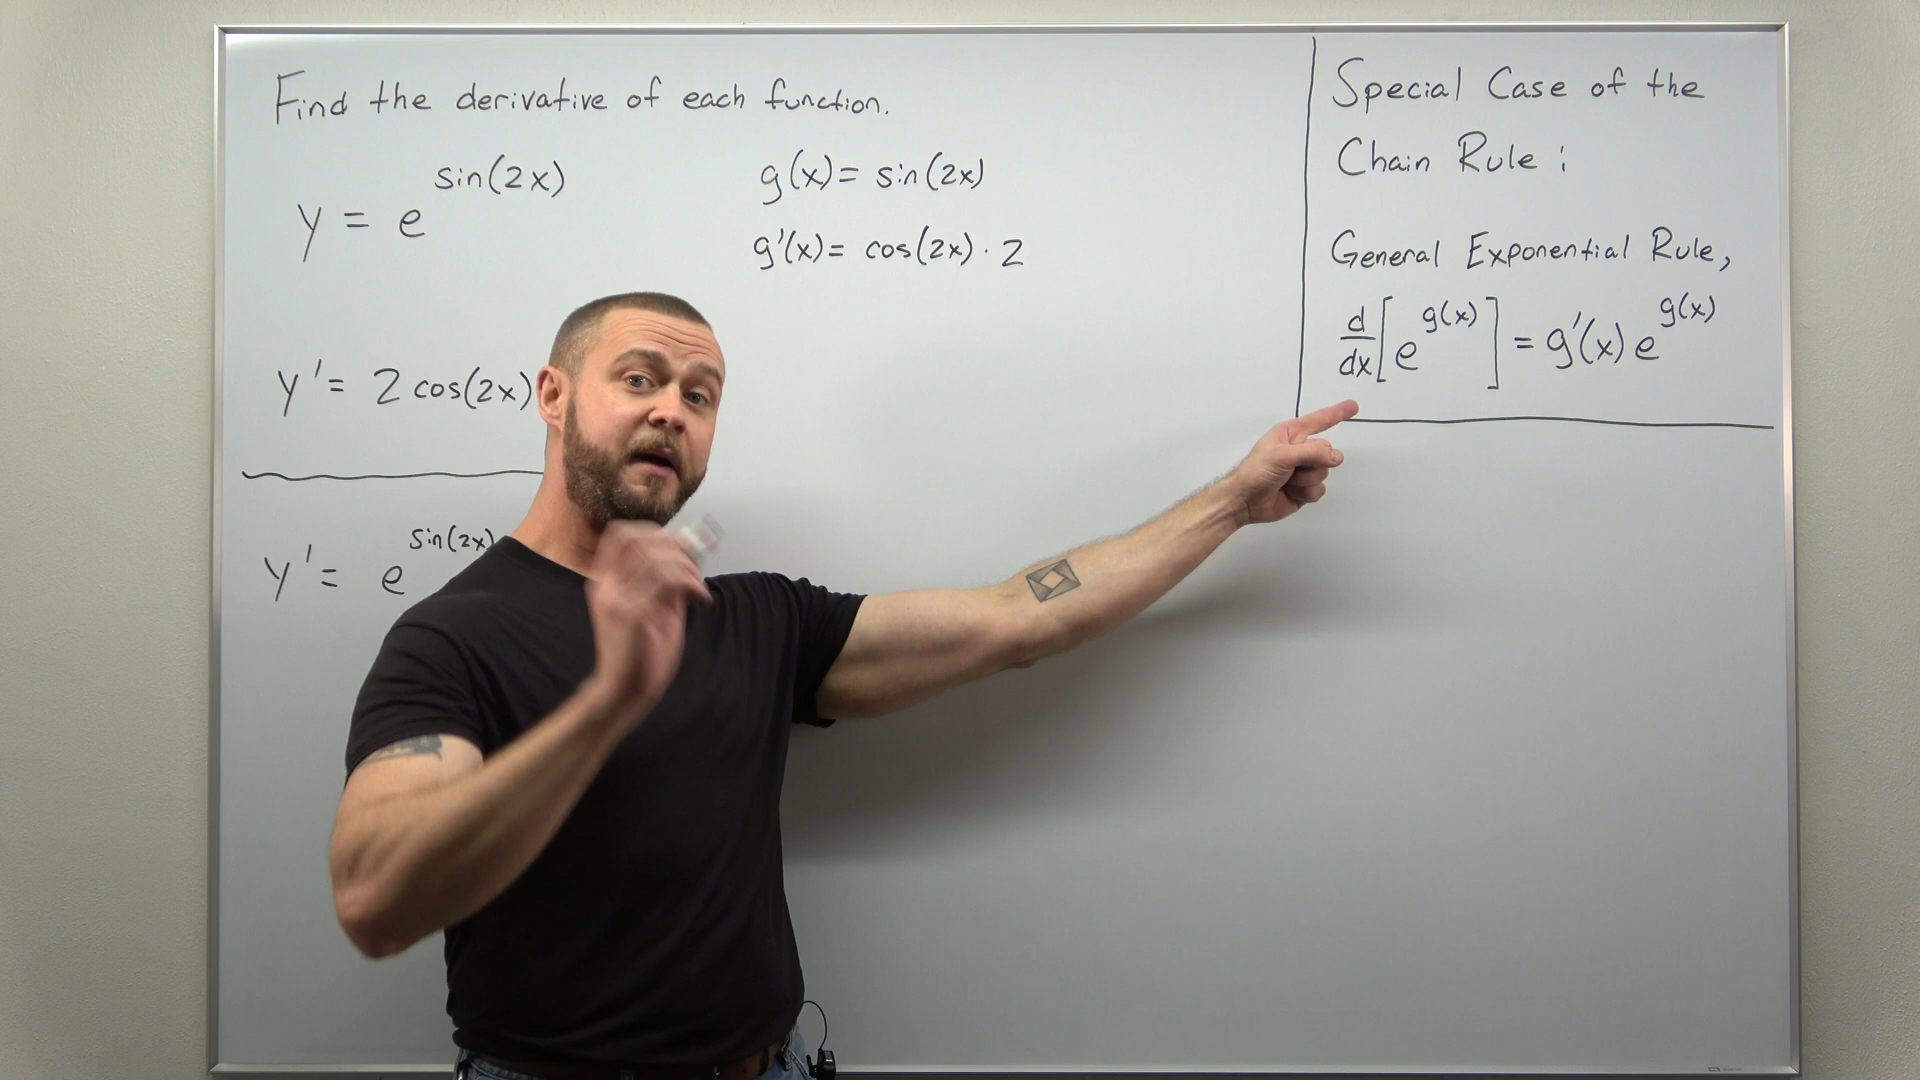 Find the derivative of each function.
y = e^sin(2x)
g(x) = sin(2x)
g'(x) = cos(2x) · 2
y' = 2 cos(2x)
y' = e^sin(2x)
Special Case of the
Chain Rule:
General Exponential Rule,
d/dx [e^g(x)] = g'(x) e^g(x)